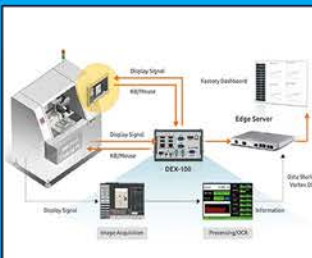 Display Signal
KB/Mouse
Factory Dashboard
Display Signal
Edge Server
KB/Mouse
DEX-100
Display Signal
Information
Image Acquisition
Processing/OCR